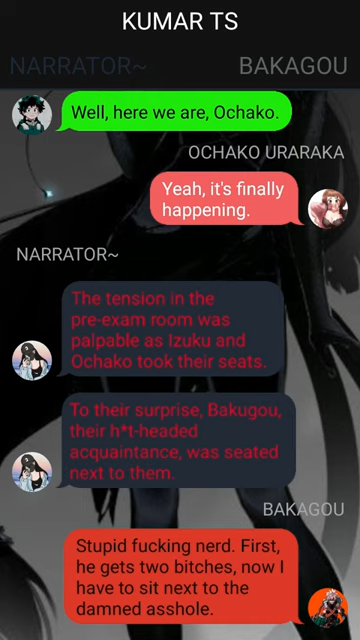 KUMAR TS
NARRATOR~
BAKAGOU
Well, here we are, Ochako.
OCHAKO URARAKA
Yeah, it's finally
happening.
NARRATOR~
The tension in the
pre-exam room was
palpable as Izuku and
Ochako took their seats.
To their surprise, Bakugou,
their h*t-headed
acquaintance, was seated
next to them.
BAKAGOU
Stupid fucking nerd. First,
he gets two bitches, now I
have to sit next to the
damned asshole.